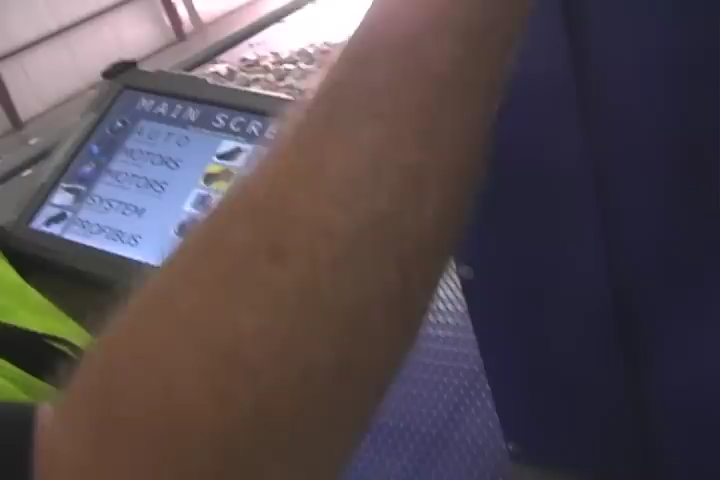 MAIN SCRE
AUTO
MOTORS
MOTORS
SYSTEM
PROFIBUS